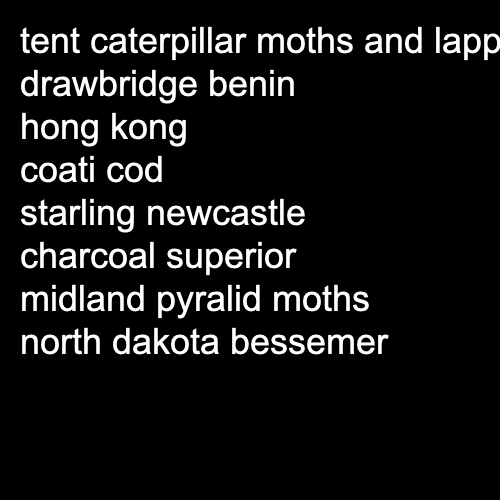 tent caterpillar moths and lapp
drawbridge benin
hong kong
coati cod
starling newcastle
charcoal superior
midland pyralid moths
north dakota bessemer